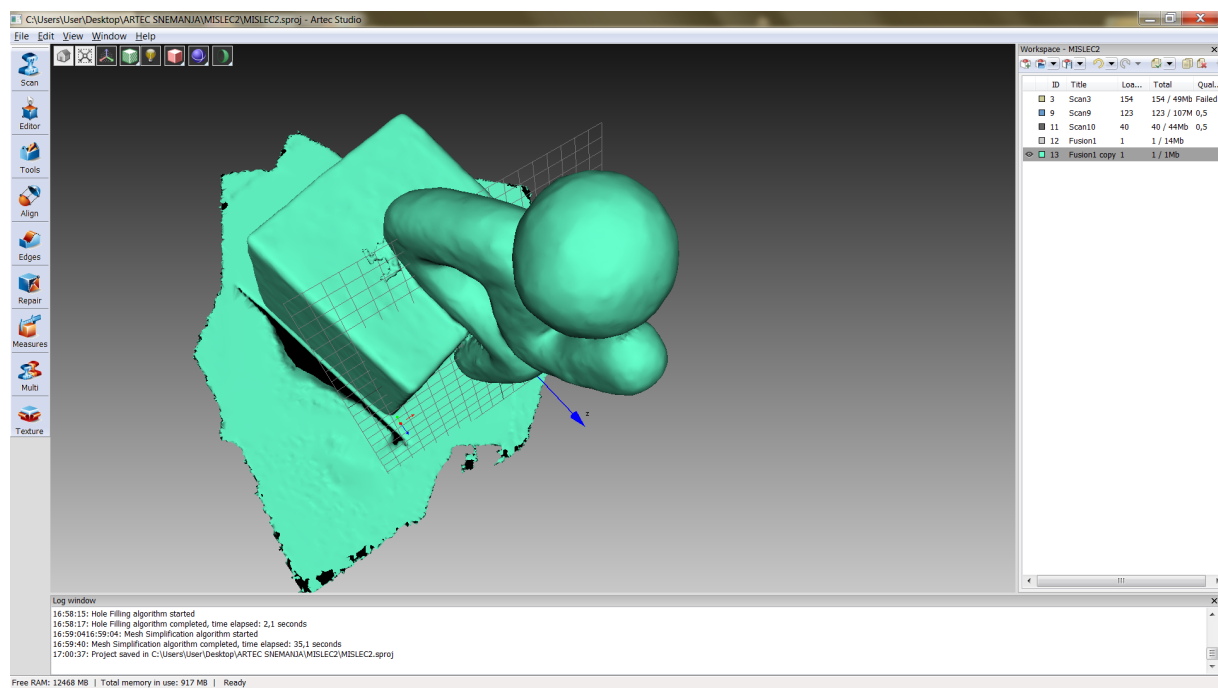 C:\Users\User\Desktop\ARTEC SNEMANJA\MISLEC2\MISLEC2.sproj - Artec Studio
File Edit View Window Help
Scan
Editor
Tools
Align
Edges
Repair
Measures
Multi
Texture
z
Workspace - MISLEC2
ID Title Loa... Total Qual..
3 Scan3 154 154 / 49Mb Failed
9 Scan9 123 123 / 107M 0,5
11 Scan10 40 40 / 44Mb 0,5
12 Fusion1 1 1 / 14Mb
13 Fusion1 copy 1 1 / 1Mb
Log window
16:58:15: Hole Filling algorithm started
16:58:17: Hole Filling algorithm completed, time elapsed: 2,1 seconds
16:59:0416:59:04: Mesh Simplification algorithm started
16:59:40: Mesh Simplification algorithm completed, time elapsed: 35,1 seconds
17:00:37: Project saved in C:\Users\User\Desktop\ARTEC SNEMANJA\MISLEC2\MISLEC2.sproj
Free RAM: 12468 MB | Total memory in use: 917 MB | Ready